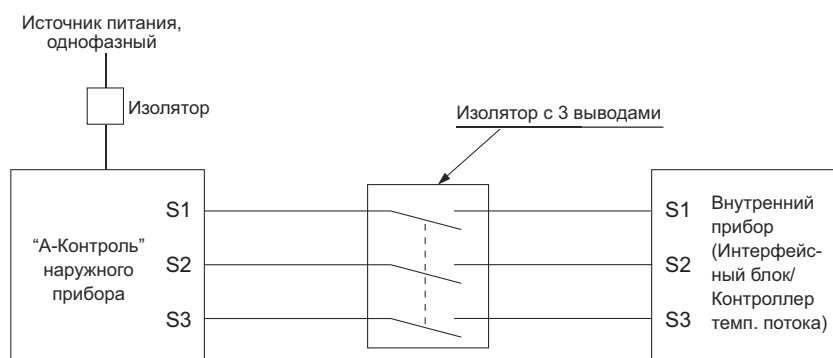 Источник питания,
однофазный
Изолятор
Изолятор с 3 выводами
“А-Контроль”
наружного
прибора
S1
S2
S3
S1
S2
S3
Внутренний
прибор
(Интерфейс-
ный блок/
Контроллер
темп. потока)